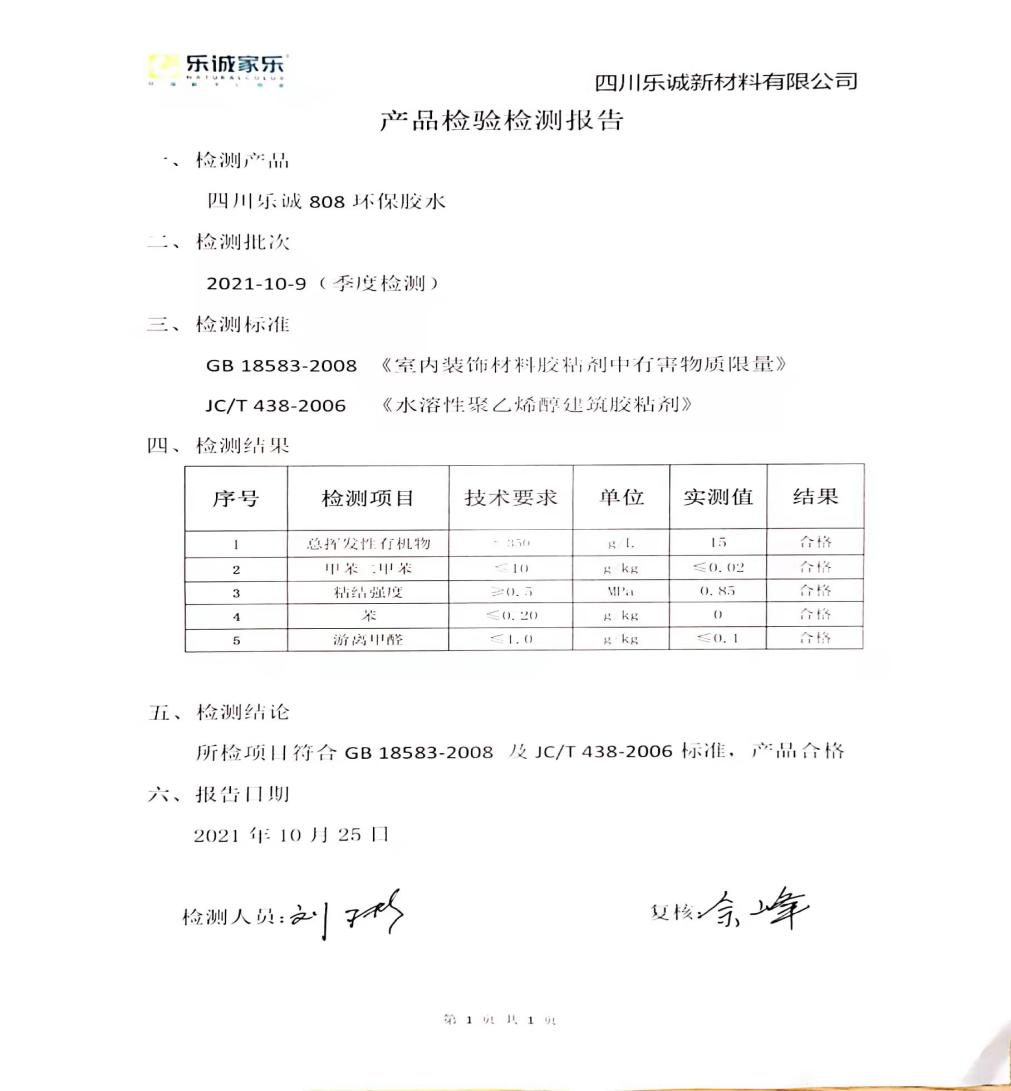 乐诚家乐
NATURALCOLOUR
四川乐诚新材料有限公司
产品检验检测报告
一、检测产品
四川乐诚 808 环保胶水
二、检测批次
2021-10-9（季度检测）
三、检测标准
GB 18583-2008 《室内装饰材料胶粘剂中有害物质限量》
JC/T 438-2006 《水溶性聚乙烯醇建筑胶粘剂》
四、检测结果
序号 检测项目 技术要求 单位 实测值 结果
1 总挥发性有机物 350 g/L 15 合格
2 甲苯二甲苯 ≤10 g kg ≤0.02 合格
3 粘结强度 ≥0.5 MPa 0.85 合格
4 苯 ≤0.20 g kg 0 合格
5 游离甲醛 ≤1.0 g/kg ≤0.1 合格
五、检测结论
所检项目符合 GB 18583-2008 及 JC/T 438-2006 标准，产品合格
六、报告日期
2021 年 10 月 25 日
检测人员:刘 复核:余峰
第 1 页 共 1 页